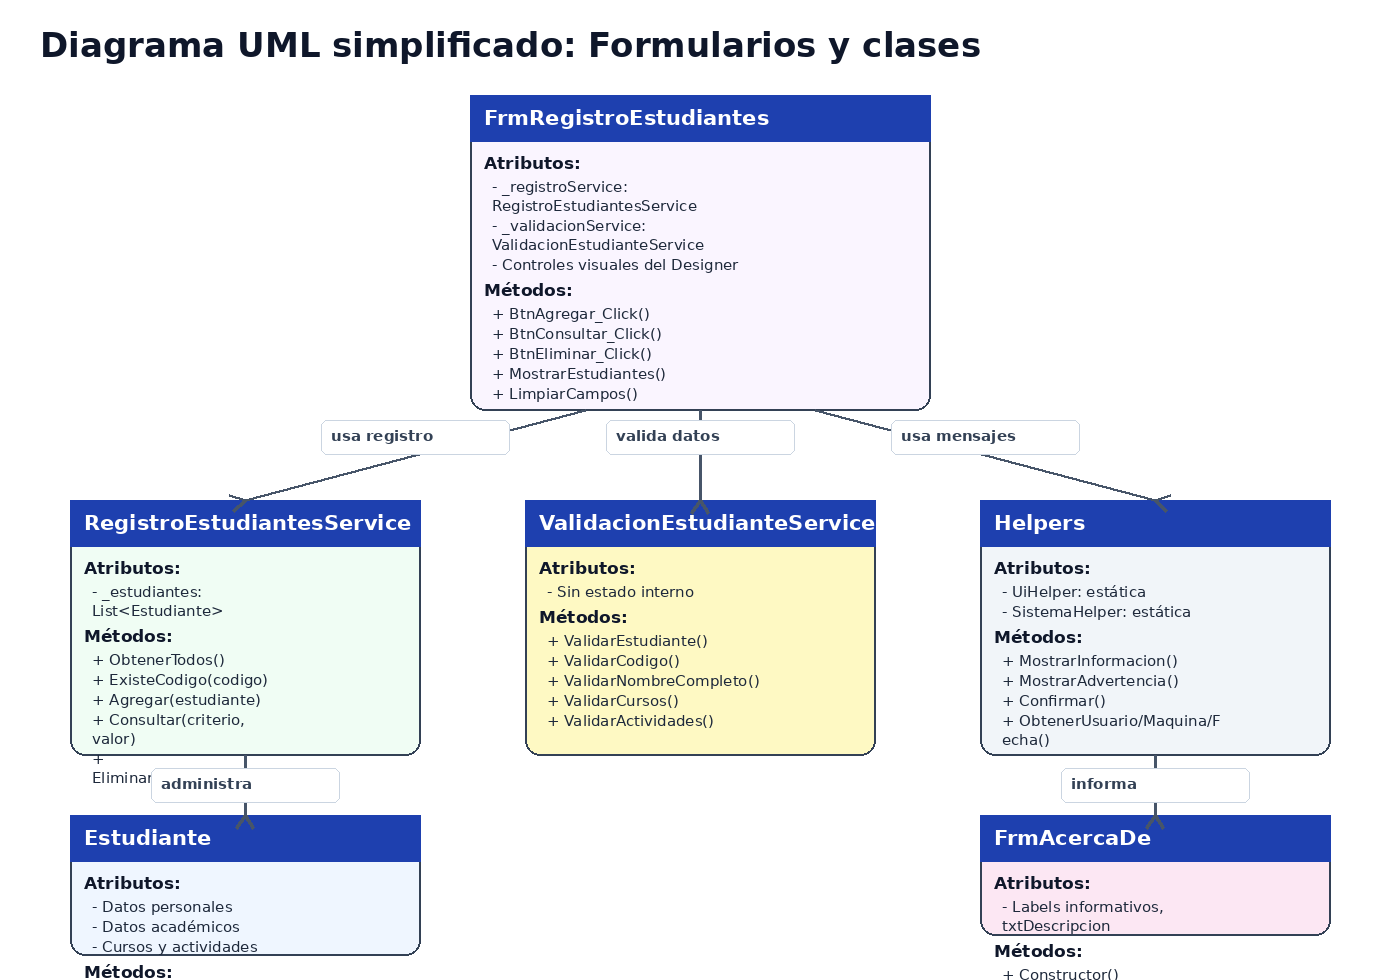 Diagrama UML simplificado: Formularios y clases
FrmRegistroEstudiantes
Atributos:
- _registroService:
RegistroEstudiantesService
- _validacionService:
ValidacionEstudianteService
- Controles visuales del Designer
Métodos:
+ BtnAgregar_Click()
+ BtnConsultar_Click()
+ BtnEliminar_Click()
+ MostrarEstudiantes()
+ LimpiarCampos()
usa registro
valida datos
usa mensajes
RegistroEstudiantesService
Atributos:
- _estudiantes:
List<Estudiante>
Métodos:
+ ObtenerTodos()
+ ExisteCodigo(codigo)
+ Agregar(estudiante)
+ Consultar(criterio,
valor)
+
Eliminar
administra
ValidacionEstudianteService
Atributos:
- Sin estado interno
Métodos:
+ ValidarEstudiante()
+ ValidarCodigo()
+ ValidarNombreCompleto()
+ ValidarCursos()
+ ValidarActividades()
Helpers
Atributos:
- UiHelper: estática
- SistemaHelper: estática
Métodos:
+ MostrarInformacion()
+ MostrarAdvertencia()
+ Confirmar()
+ ObtenerUsuario/Maquina/F
echa()
informa
Estudiante
Atributos:
- Datos personales
- Datos académicos
- Cursos y actividades
Métodos:
FrmAcercaDe
Atributos:
- Labels informativos,
txtDescripcion
Métodos:
+ Constructor()